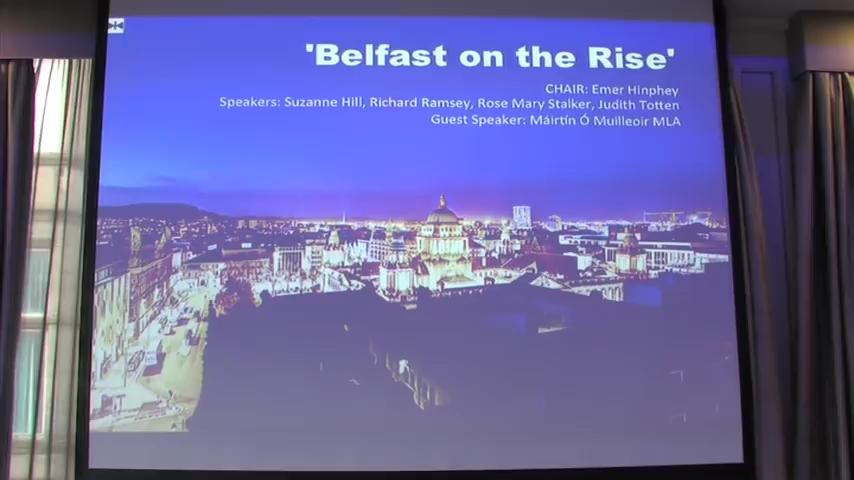 'Belfast on the Rise'
CHAIR: Emer Hinphey
Speakers: Suzanne Hill, Richard Ramsey, Rose Mary Stalker, Judith Totten
Guest Speaker: Máirtín Ó Muilleoir MLA